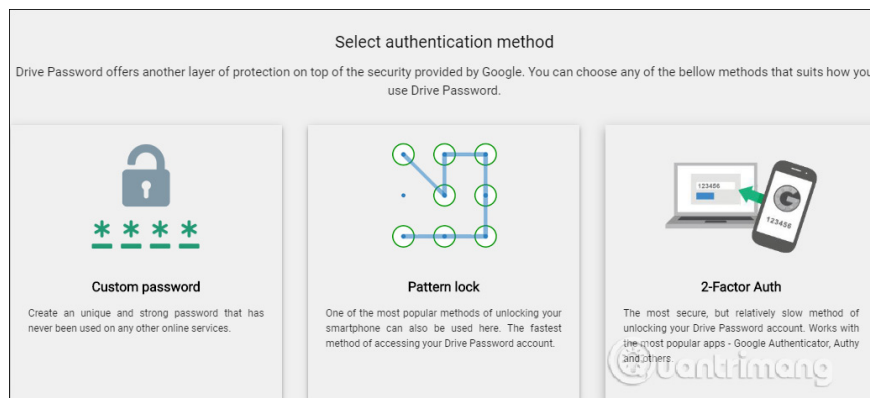 Select authentication method
Drive Password offers another layer of protection on top of the security provided by Google. You can choose any of the bellow methods that suits how you
use Drive Password.
123456
123456
Custom password
Create an unique and strong password that has
never been used on any other online services.
Pattern lock
One of the most popular methods of unlocking your
smartphone can also be used here. The fastest
method of accessing your Drive Password account.
2-Factor Auth
The most secure, but relatively slow method of
unlocking your Drive Password account. Works with
the most popular apps - Google Authenticator, Authy
and others.
Quantrimang